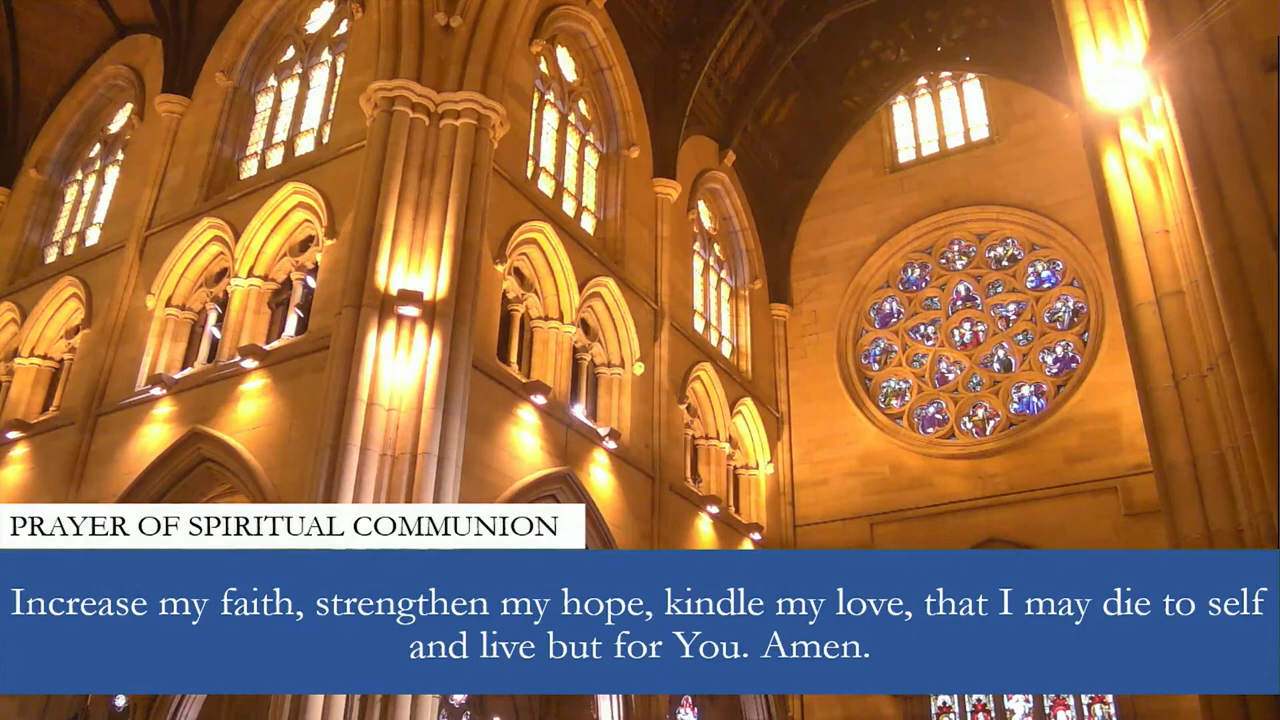 PRAYER OF SPIRITUAL COMMUNION
Increase my faith, strengthen my hope, kindle my love, that I may die to self
and live but for You. Amen.